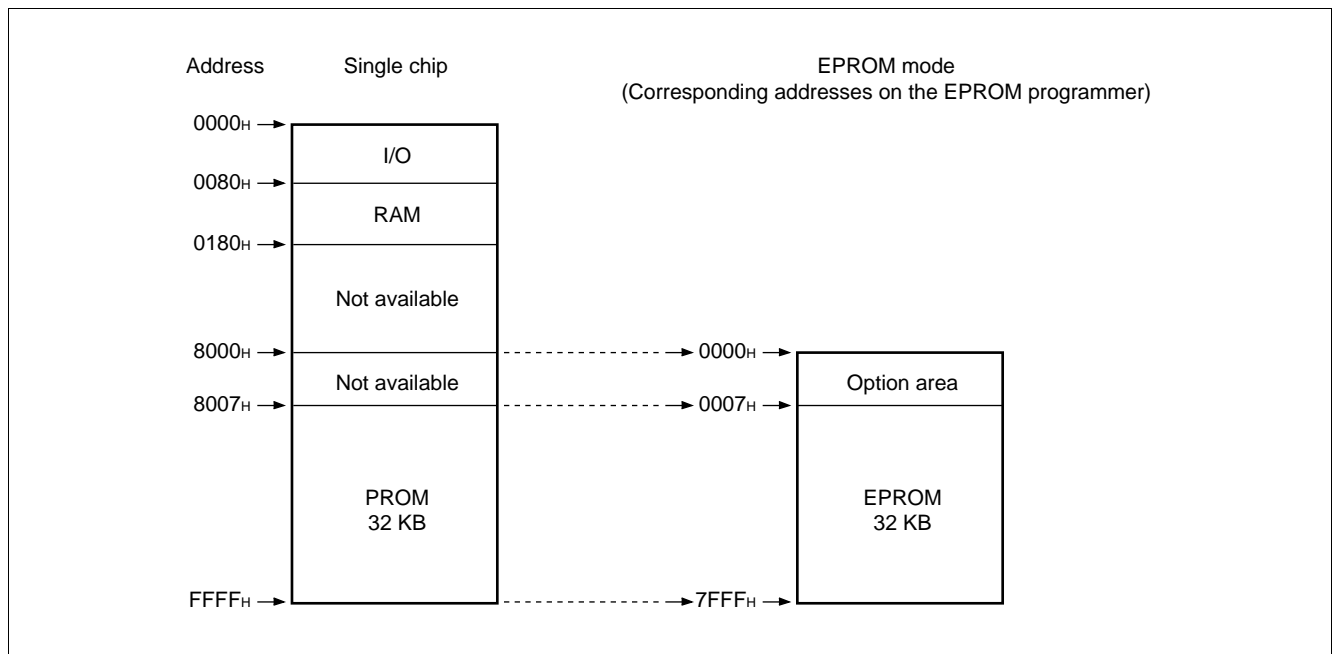 Address Single chip EPROM mode
(Corresponding addresses on the EPROM programmer)
0000H
I/O
0080H
RAM
0180H
Not available
8000H 0000H
Not available Option area
8007H 0007H
PROM EPROM
32 KB 32 KB
FFFFH 7FFFH